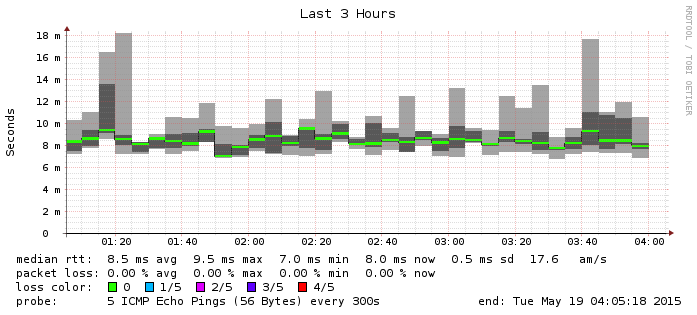 Last 3 Hours
RRDTOOL / TOBI OETIKER
Seconds
18 m
16 m
14 m
12 m
10 m
8 m
6 m
4 m
2 m
0
01:20 01:40 02:00 02:20 02:40 03:00 03:20 03:40 04:00
median rtt: 8.5 ms avg 9.5 ms max 7.0 ms min 8.0 ms now 0.5 ms sd 17.6 am/s
packet loss: 0.00 % avg 0.00 % max 0.00 % min 0.00 % now
loss color: 0 1/5 2/5 3/5 4/5
probe: 5 ICMP Echo Pings (56 Bytes) every 300s end: Tue May 19 04:05:18 2015